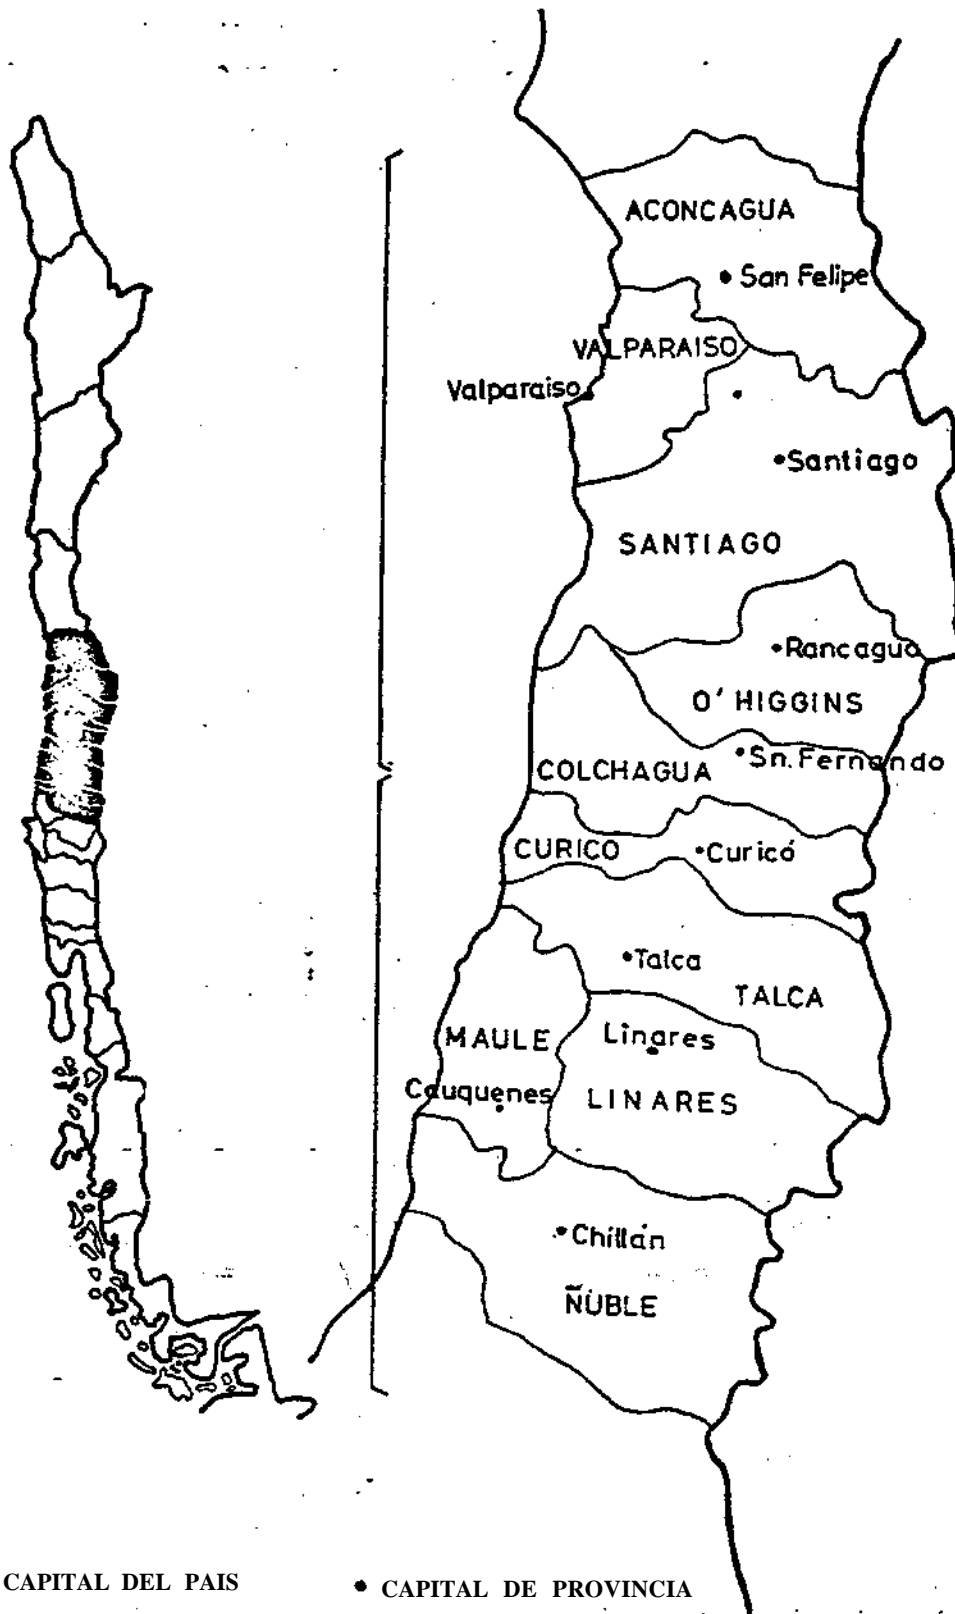 ACONCAGUA
San Felipe
VALPARAISO
Valparaíso
Santiago
SANTIAGO
Rancagua
O' HIGGINS
Sn. Fernando
COLCHAGUA
CURICO
Curicó
Talca
TALCA
MAULE
Linares
Cauquenes
LINARES
Chillán
ÑUBLE
CAPITAL DEL PAIS
CAPITAL DE PROVINCIA